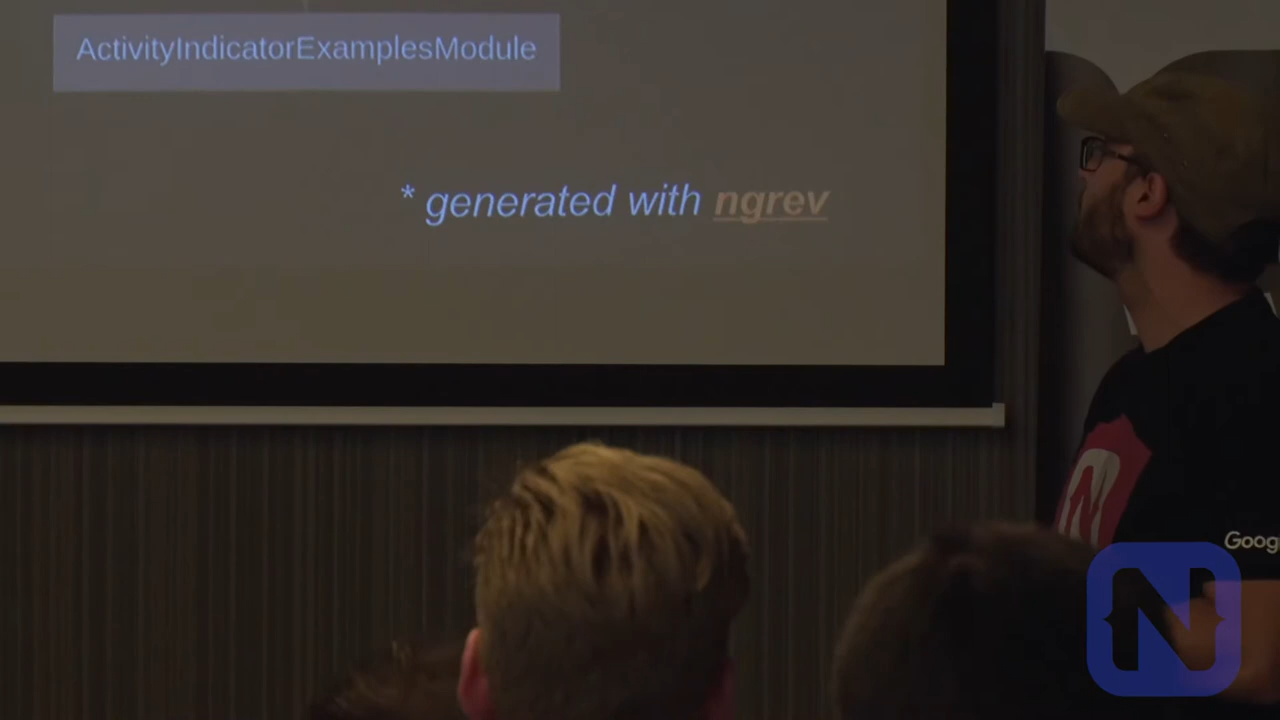 ActivityIndicatorExamplesModule
* generated with ngrev
N
Goog
N